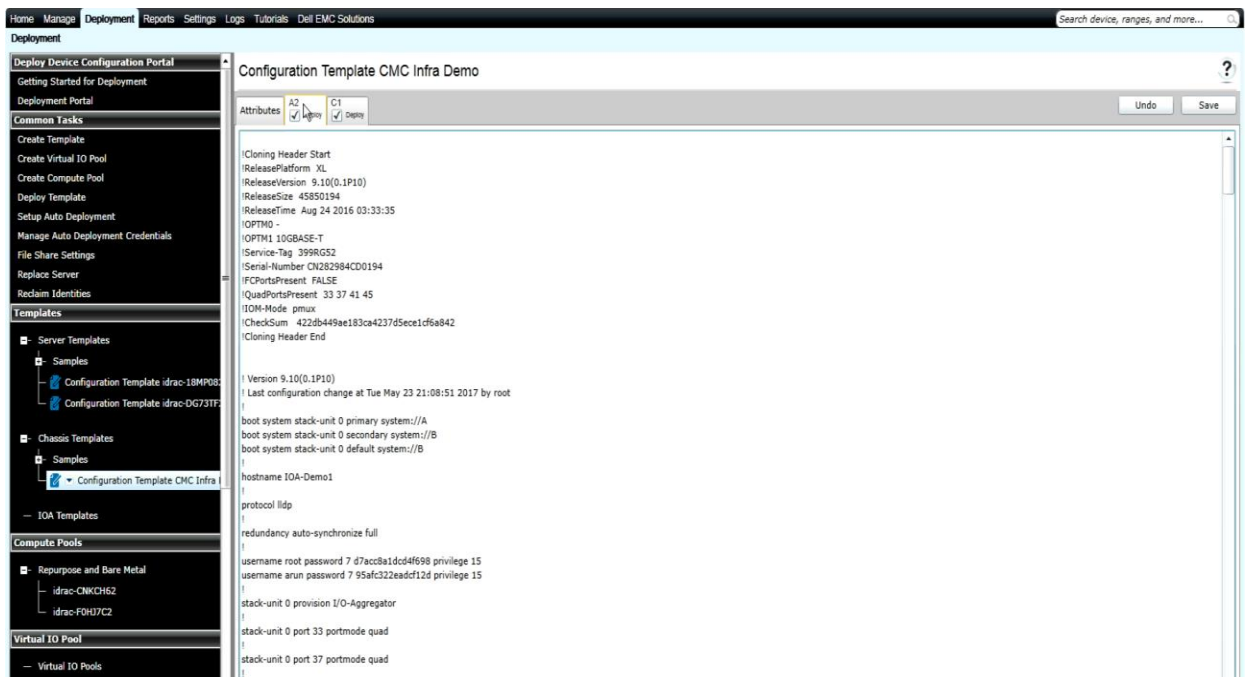 Home Manage Deployment Reports Settings Logs Tutorials Dell EMC Solutions
Search device, ranges, and more...
Deployment
Deploy Device Configuration Portal
Getting Started for Deployment
Deployment Portal
Common Tasks
Create Template
Create Virtual IO Pool
Create Compute Pool
Deploy Template
Setup Auto Deployment
Manage Auto Deployment Credentials
File Share Settings
Replace Server
Reclaim Identities
Templates
Server Templates
Samples
Configuration Template idrac-18MP08
Configuration Template idrac-DG73TF
Chassis Templates
Samples
Configuration Template CMC Infra
IOA Templates
Compute Pools
Repurpose and Bare Metal
idrac-CNKCH62
idrac-F0HJ7C2
Virtual IO Pool
Virtual IO Pools
Configuration Template CMC Infra Demo
?
Attributes
A2
Deploy
C1
Deploy
Undo
Save
!Cloning Header Start
!ReleasePlatform XL
!ReleaseVersion 9.10(0.1P10)
!ReleaseSize 45850194
!ReleaseTime Aug 24 2016 03:33:35
!OPTM0 -
!OPTM1 10GBASE-T
!Service-Tag 399RG52
!Serial-Number CN282984CD0194
!FCPortsPresent FALSE
!QuadPortsPresent 33 37 41 45
!IOM-Mode pmux
!CheckSum 422db449ae183ca4237d5ece1cf6a842
!Cloning Header End
! Version 9.10(0.1P10)
! Last configuration change at Tue May 23 21:08:51 2017 by root
!
boot system stack-unit 0 primary system://A
boot system stack-unit 0 secondary system://B
boot system stack-unit 0 default system://B
!
hostname IOA-Demo1
!
protocol lldp
!
redundancy auto-synchronize full
!
username root password 7 d7acc8a1dcd4f698 privilege 15
username arun password 7 95afc322eadcf12d privilege 15
!
stack-unit 0 provision I/O-Aggregator
!
stack-unit 0 port 33 portmode quad
!
stack-unit 0 port 37 portmode quad
!